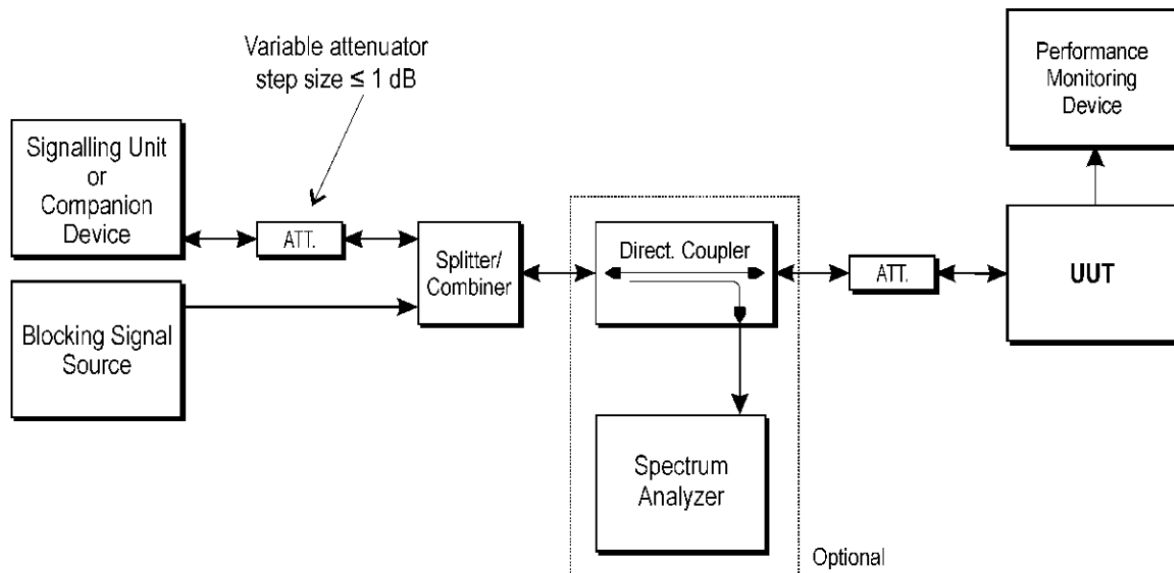 Variable attenuator
step size ≤ 1 dB
Signalling Unit
or
Companion
Device
ATT.
Splitter/
Combiner
Blocking Signal
Source
Direct. Coupler
Spectrum
Analyzer
Optional
ATT.
UUT
Performance
Monitoring
Device